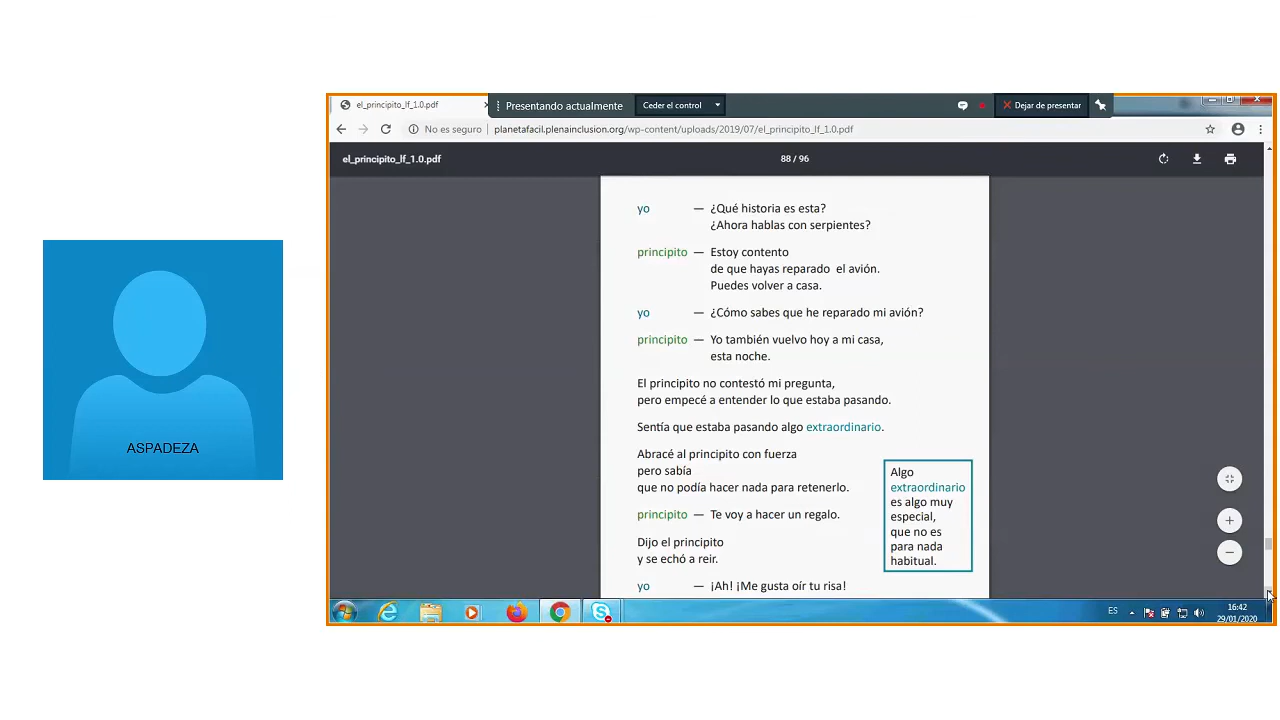 el_principito_lf_1.0.pdf
Presentando actualmente
Ceder el control
Dejar de presentar
No es seguro
planetafacil.plenainclusion.org/wp-content/uploads/2019/07/el_principito_lf_1.0.pdf
el_principito_lf_1.0.pdf
88 / 96
yo — ¿Qué historia es esta?
¿Ahora hablas con serpientes?
principito — Estoy contento
de que hayas reparado el avión.
Puedes volver a casa.
yo — ¿Cómo sabes que he reparado mi avión?
principito — Yo también vuelvo hoy a mi casa,
esta noche.
El principito no contestó mi pregunta,
pero empecé a entender lo que estaba pasando.
Sentía que estaba pasando algo extraordinario.
Abracé al principito con fuerza
pero sabía
que no podía hacer nada para retenerlo.
principito — Te voy a hacer un regalo.
Dijo el principito
y se echó a reir.
yo — ¡Ah! ¡Me gusta oír tu risa!
Algo
extraordinario
es algo muy
especial,
que no es
para nada
habitual.
ASPADEZA
ES
16:42
29/01/2020